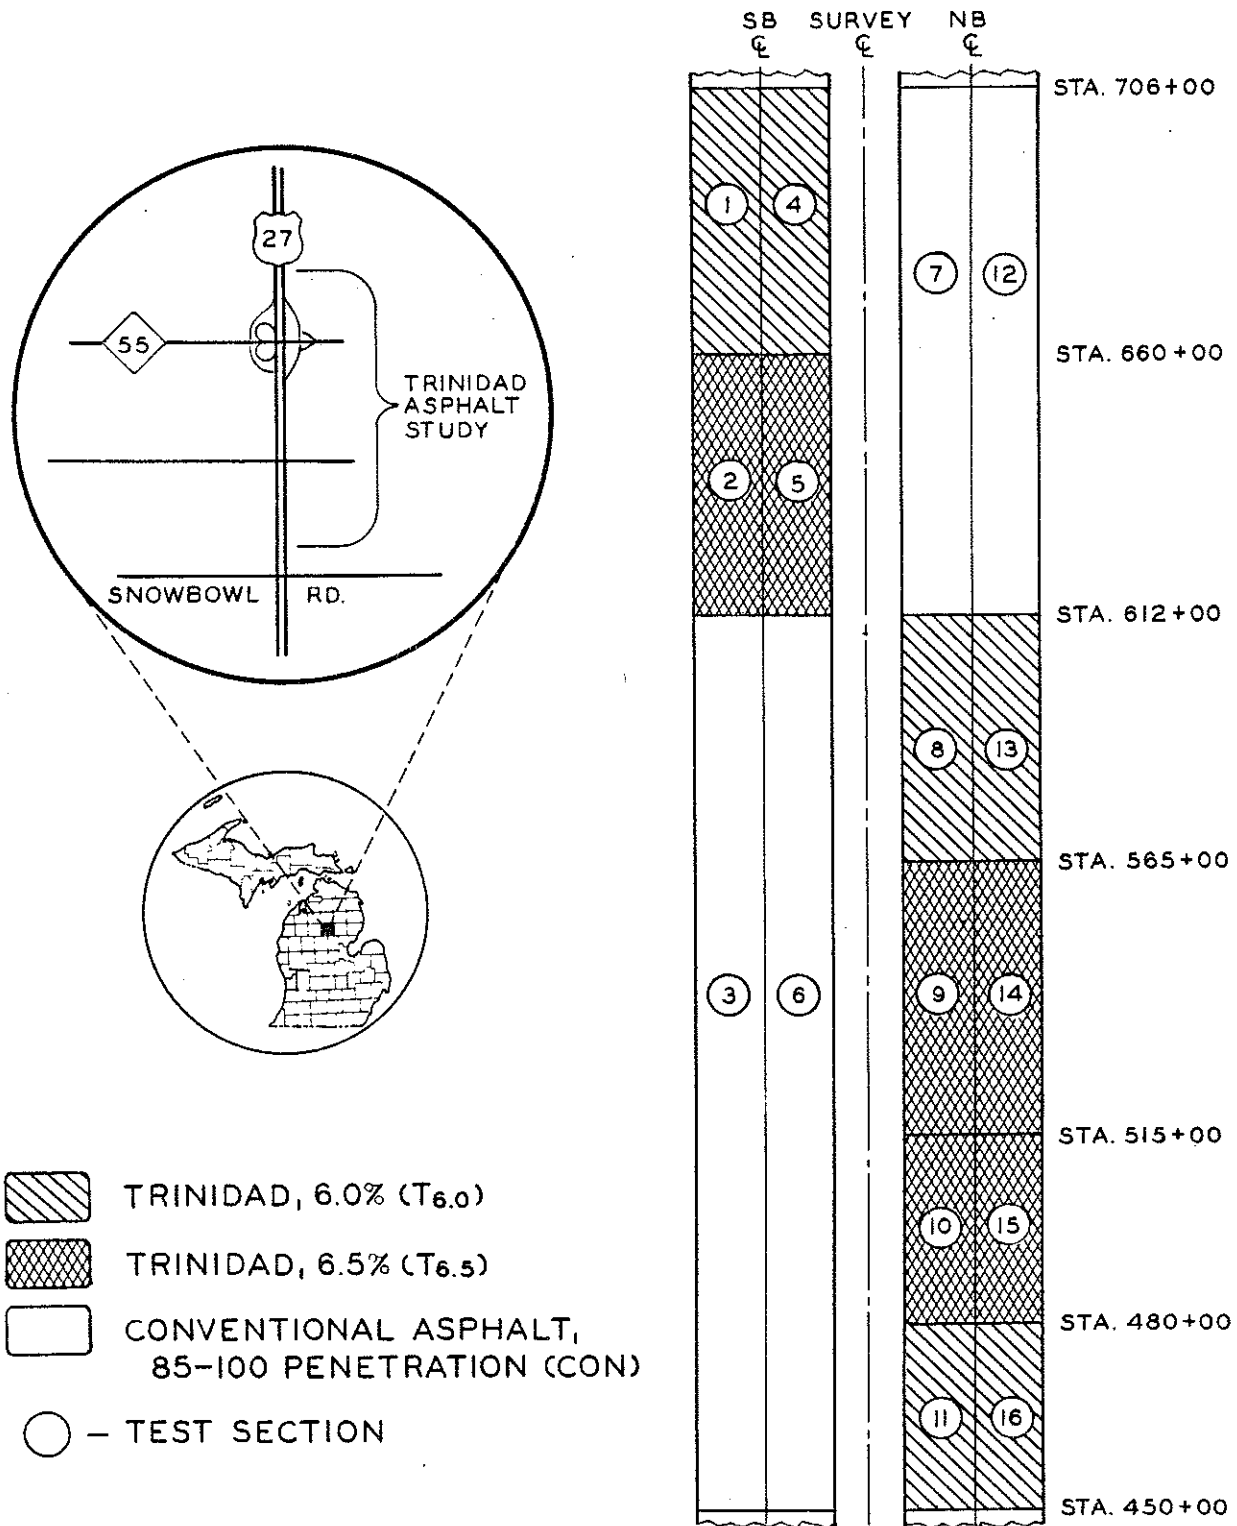 SB SURVEY NB
℄ ℄ ℄
STA. 706+00
1 4
27
7 12
55
STA. 660+00
TRINIDAD
ASPHALT
STUDY
2 5
SNOWBOWL RD.
STA. 612+00
8 13
STA. 565+00
3 6
9 14
STA. 515+00
TRINIDAD, 6.0% (T6.0)
10 15
TRINIDAD, 6.5% (T6.5)
STA. 480+00
CONVENTIONAL ASPHALT,
85-100 PENETRATION (CON)
11 16
- TEST SECTION
STA. 450+00